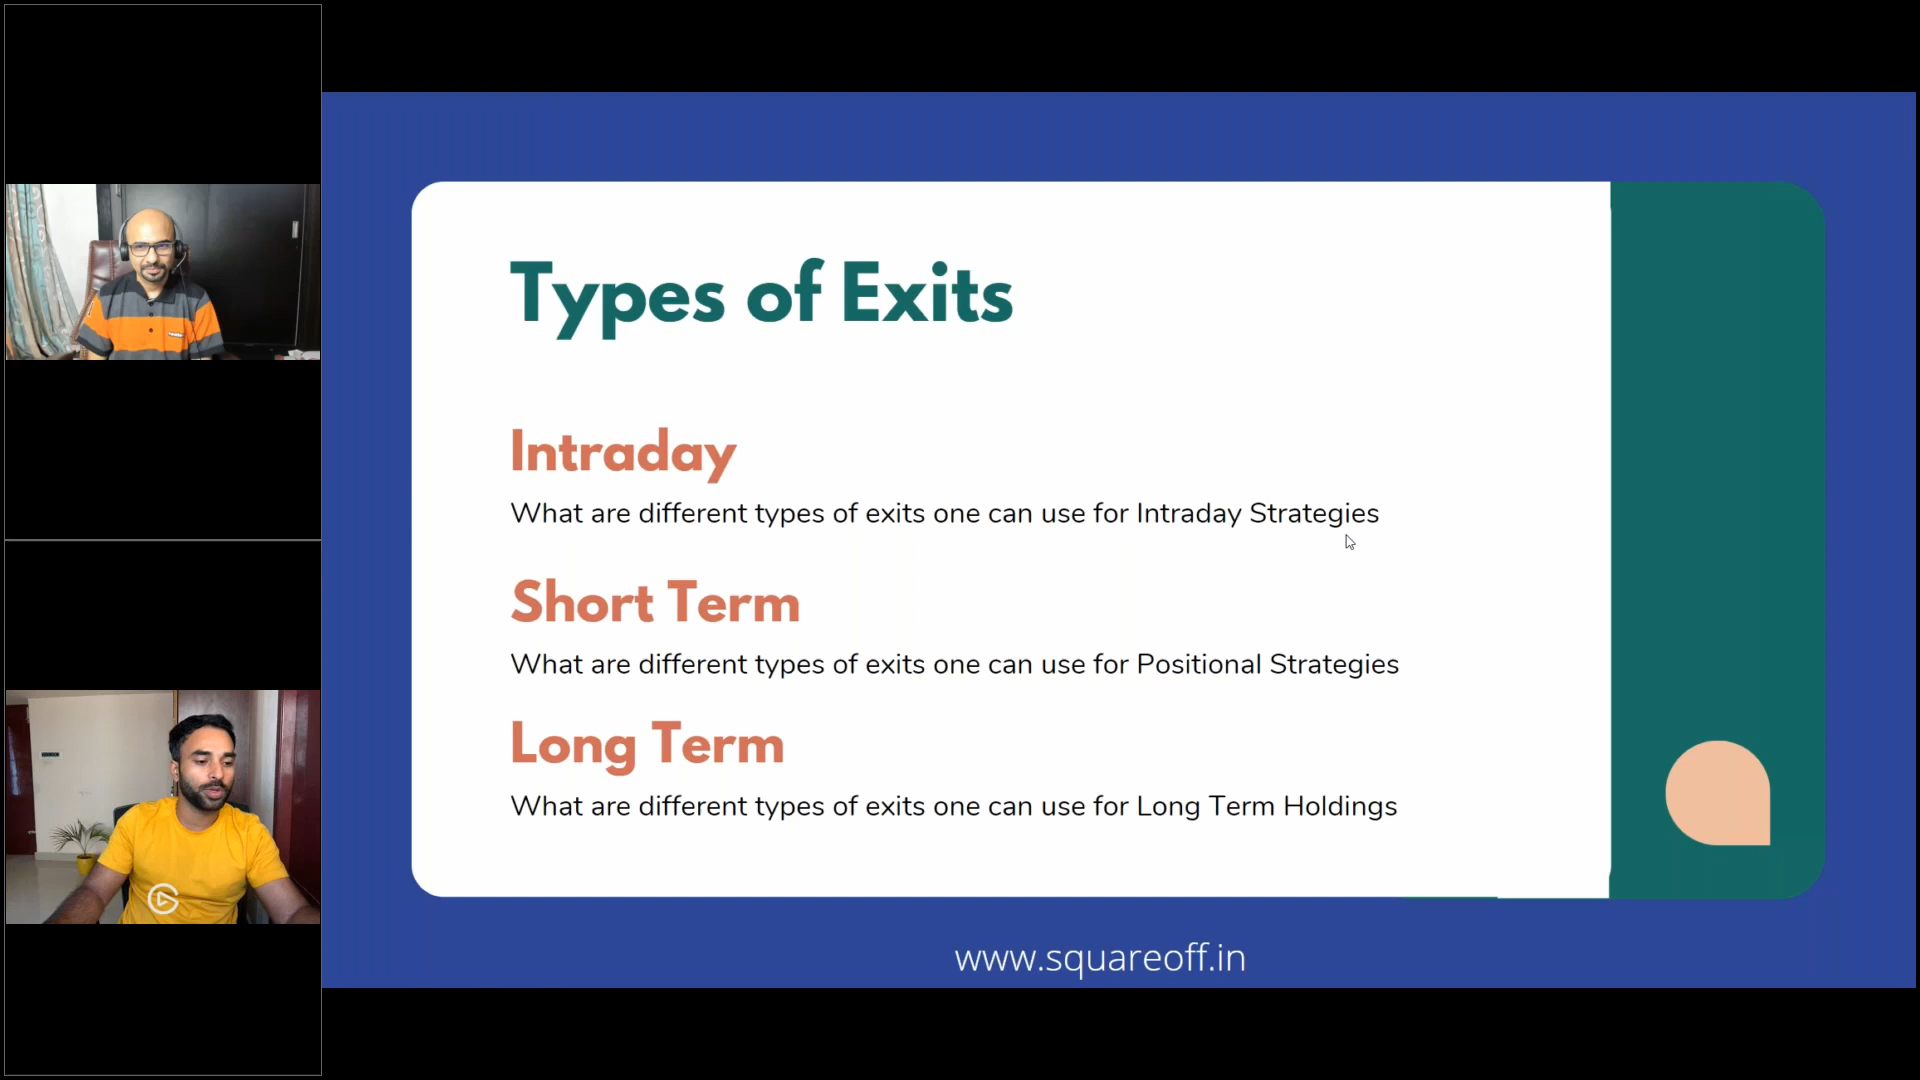 Types of Exits
Intraday
What are different types of exits one can use for Intraday Strategies
Short Term
What are different types of exits one can use for Positional Strategies
Long Term
What are different types of exits one can use for Long Term Holdings
www.squareoff.in